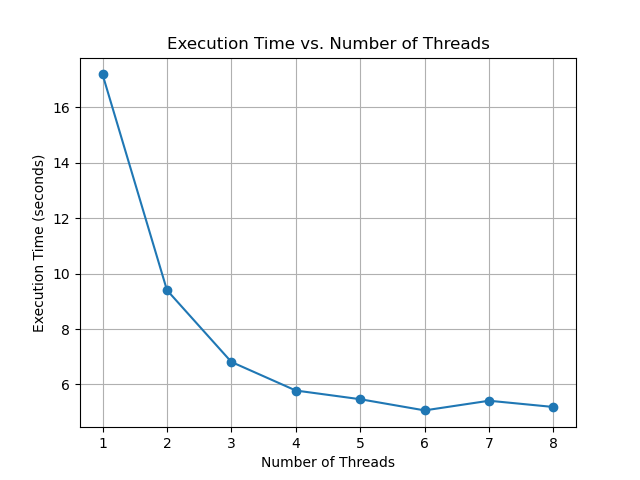 Execution Time vs. Number of Threads
Execution Time (seconds)
16
14
12
10
8
6
1 2 3 4 5 6 7 8
Number of Threads